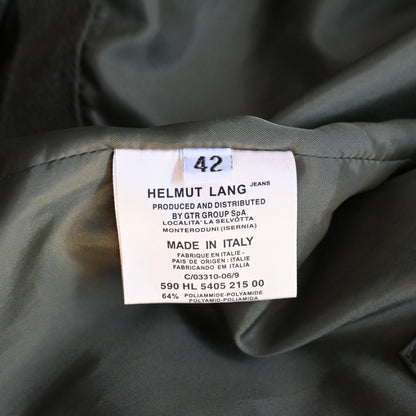 42
HELMUT LANG JEANS
PRODUCED AND DISTRIBUTED
BY GTR GROUP SpA
LOCALITA' LA SELVOTTA
MONTERODUNI (ISERNIA)
MADE IN ITALY
FABRIQUE EN ITALIE -
PAIS DE ORIGEN : ITALIE
FABRICANDO EM ITALIA
C/03310-06/9
590 HL 5405 215 00
64% POLIAMMIDE-POLYAMIDE
POLYAMID-POLIAMIDA